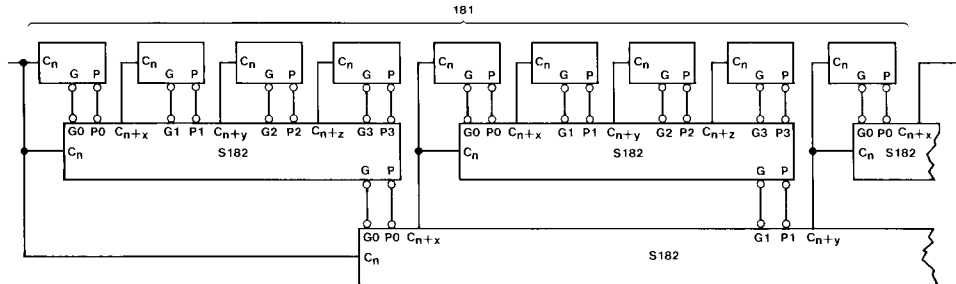 181
Cn G P Cn G P Cn G P Cn G P Cn G P Cn G P Cn G P Cn G P Cn G P Cn
G0 P0 Cn+x G1 P1 Cn+y G2 P2 Cn+z G3 P3 G0 P0 Cn+x G1 P1 Cn+y G2 P2 Cn+z G3 P3 G0 P0 Cn+x
Cn S182 Cn S182 Cn S182
G P G P
G0 P0 Cn+x G1 P1 Cn+y
Cn S182